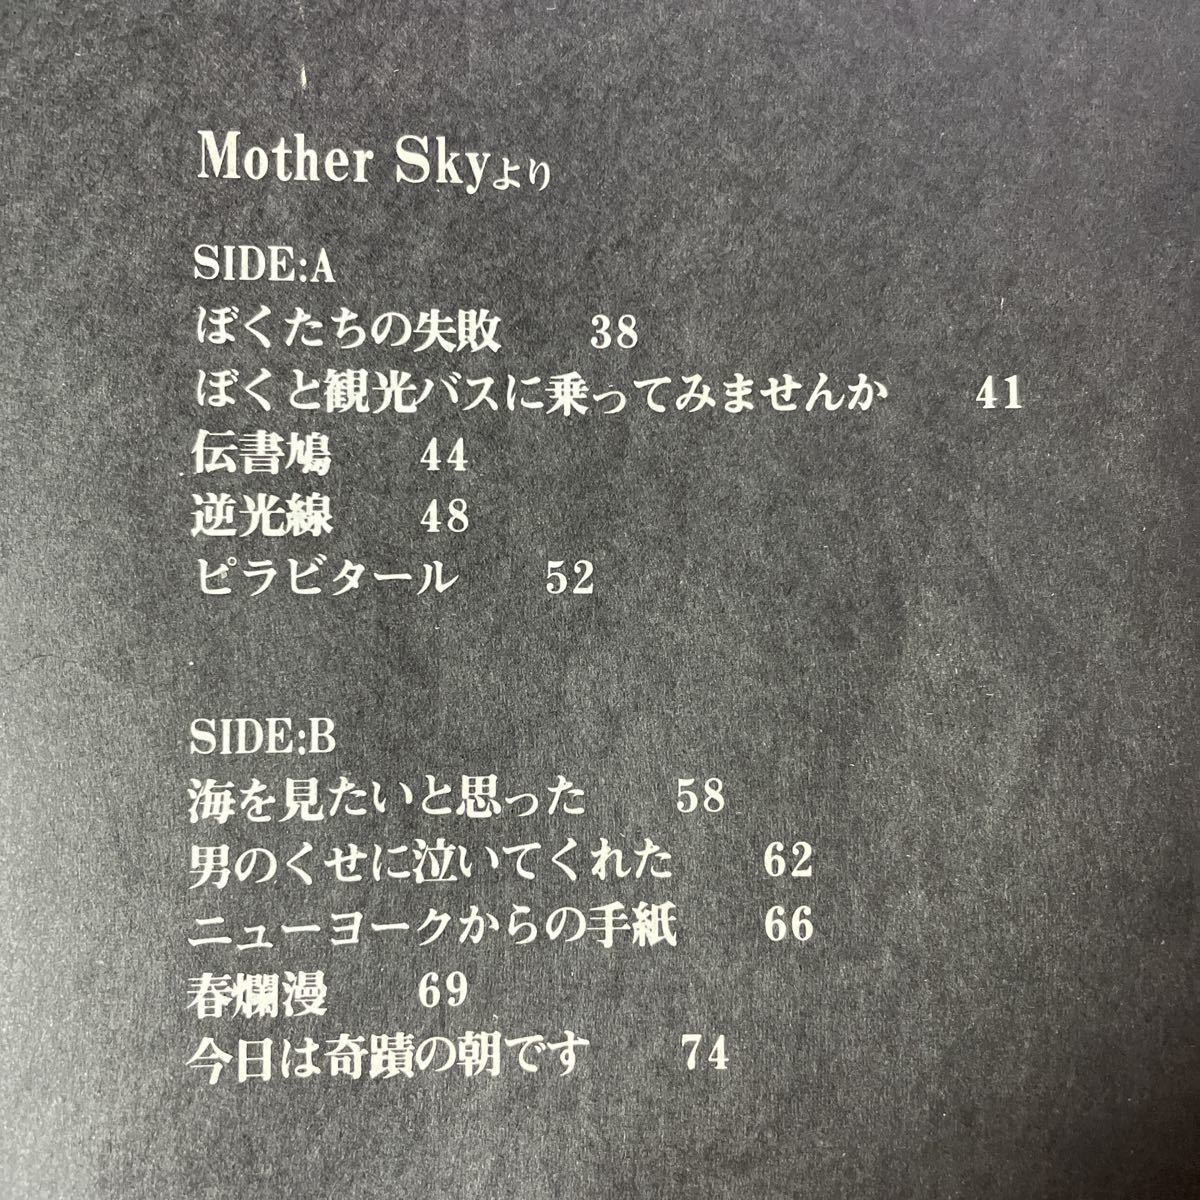 Mother Skyより
SIDE:A
ぼくたちの失敗 38
ぼくと観光バスに乗ってみませんか 41
伝書鳩 44
逆光線 48
ピラビタール 52
SIDE:B
海を見たいと思った 58
男のくせに泣いてくれた 62
ニューヨークからの手紙 66
春爛漫 69
今日は奇蹟の朝です 74